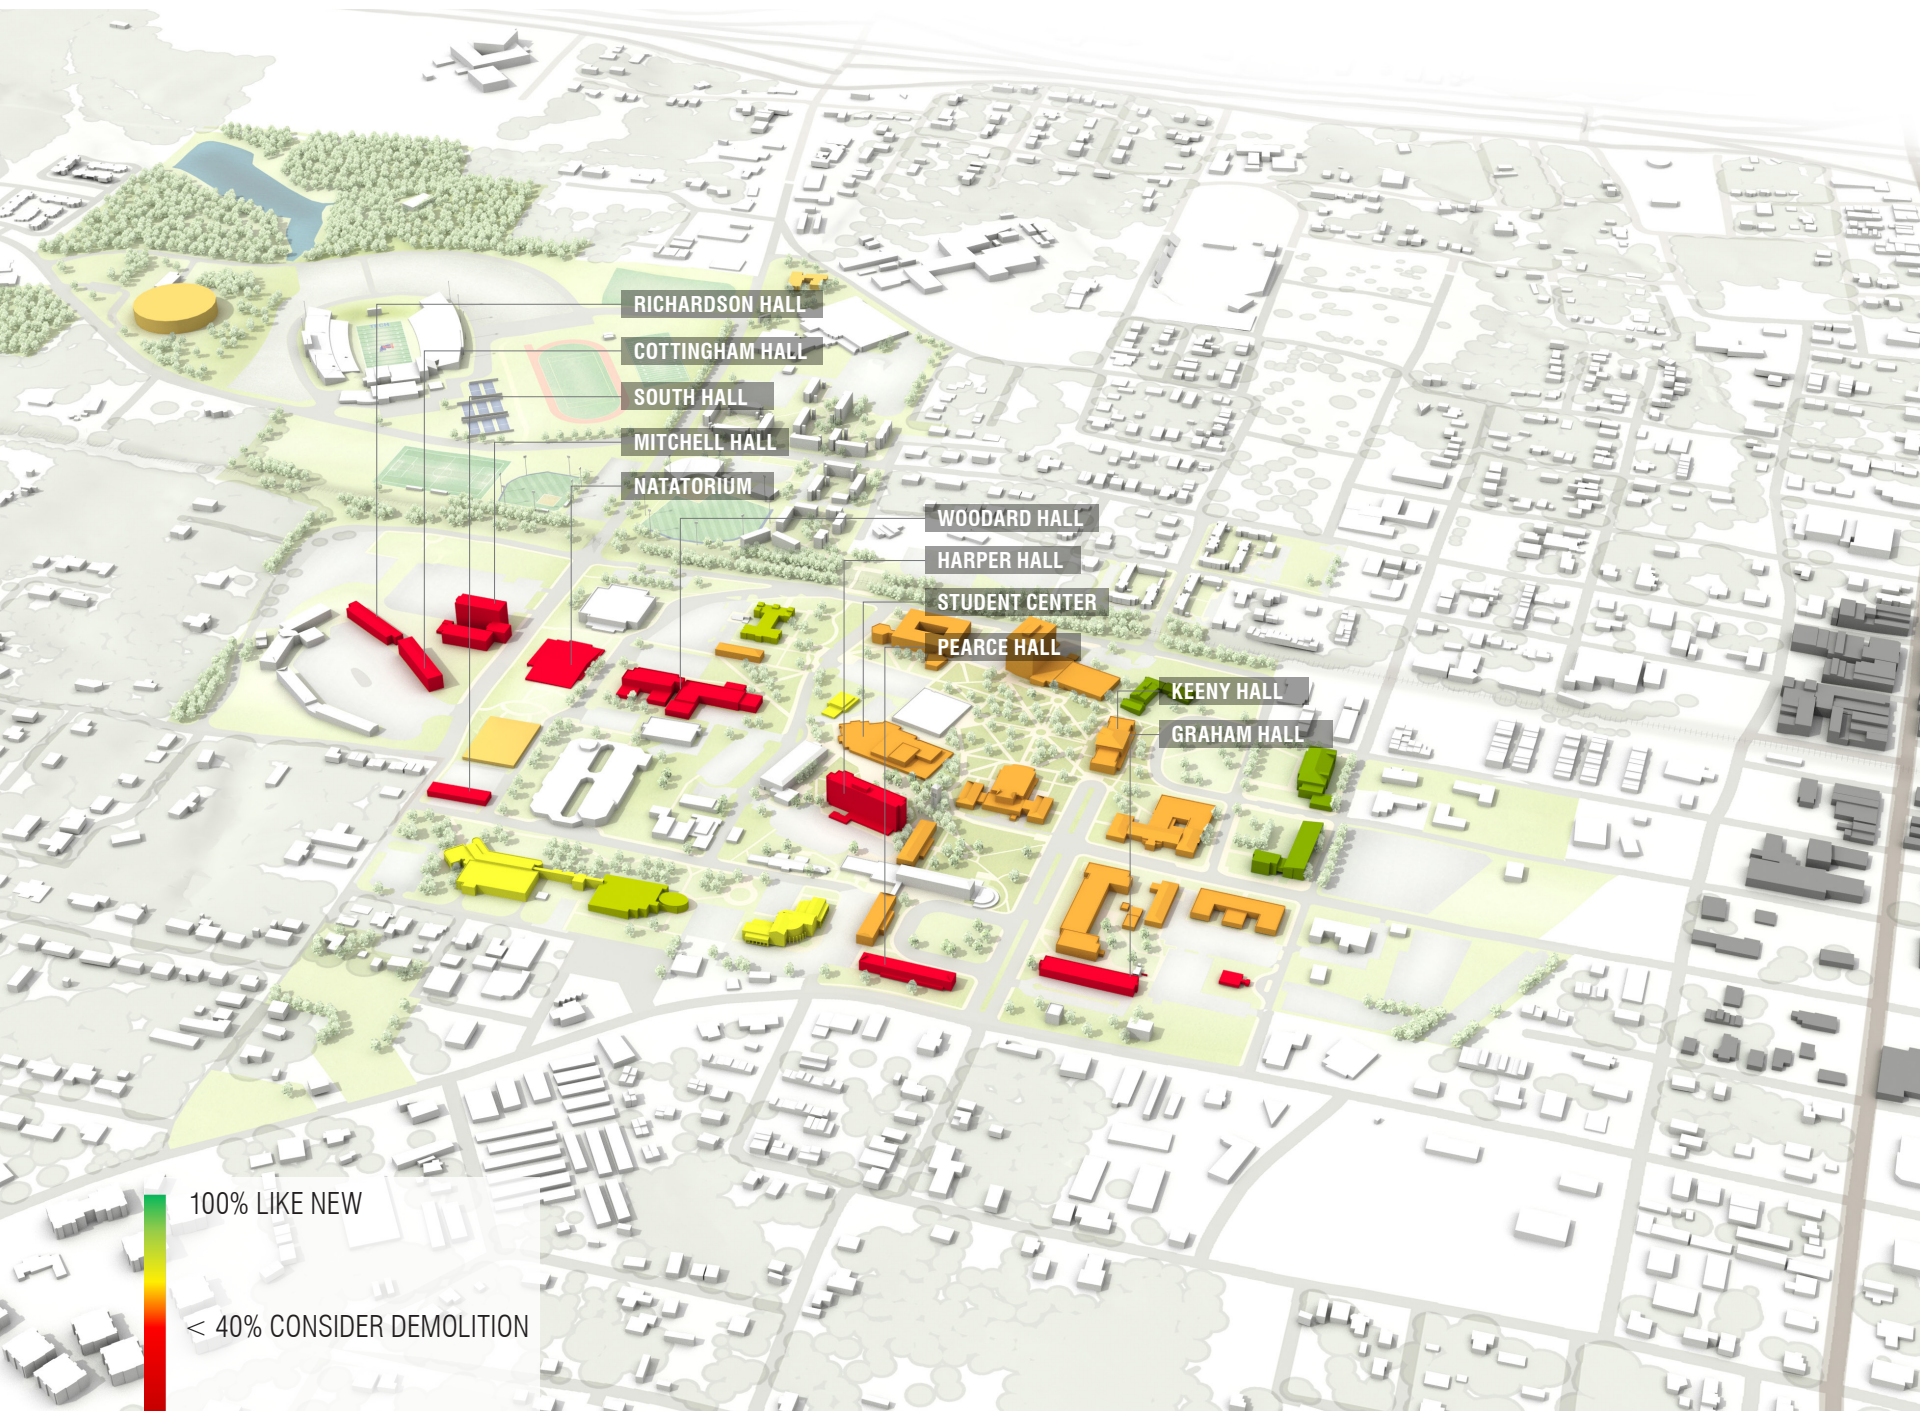 RICHARDSON HALL
COTTINGHAM HALL
SOUTH HALL
MITCHELL HALL
NATATORIUM
WOODARD HALL
HARPER HALL
STUDENT CENTER
PEARCE HALL
KEENY HALL
GRAHAM HALL
100% LIKE NEW
< 40% CONSIDER DEMOLITION